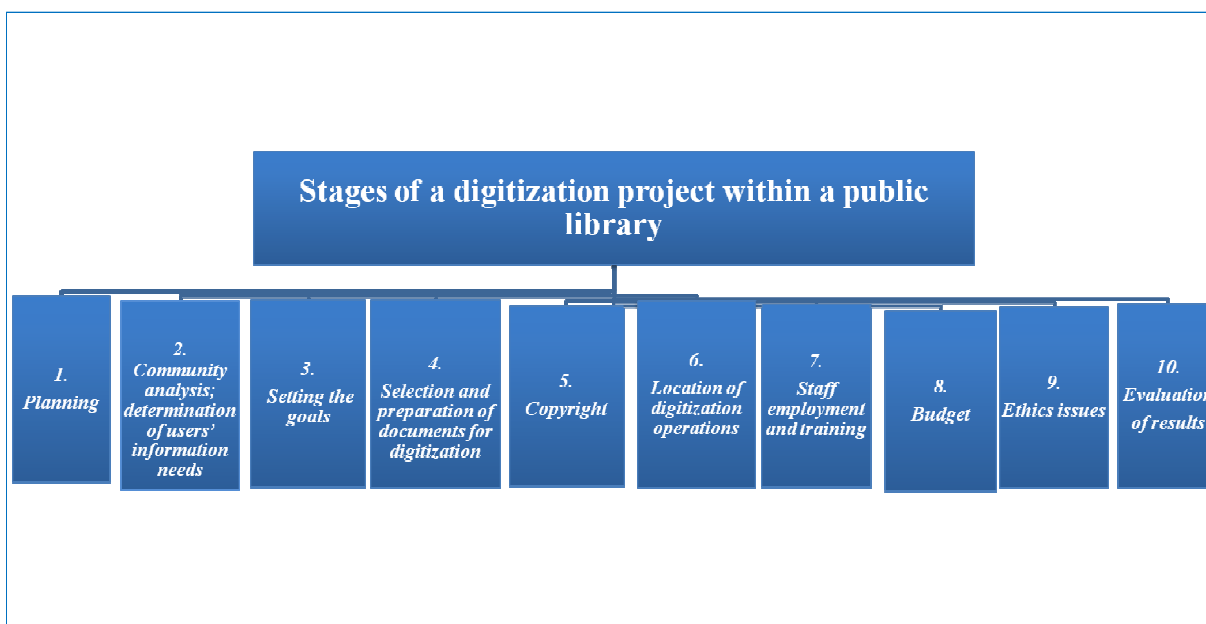 Stages of a digitization project within a public
library
1.
Planning
2.
Community
analysis;
determination
of users’
information
needs
3.
Setting the
goals
4.
Selection and
preparation of
documents for
digitization
5.
Copyright
6.
Location of
digitization
operations
7.
Staff
employment
and training
8.
Budget
9.
Ethics issues
10.
Evaluation
of results